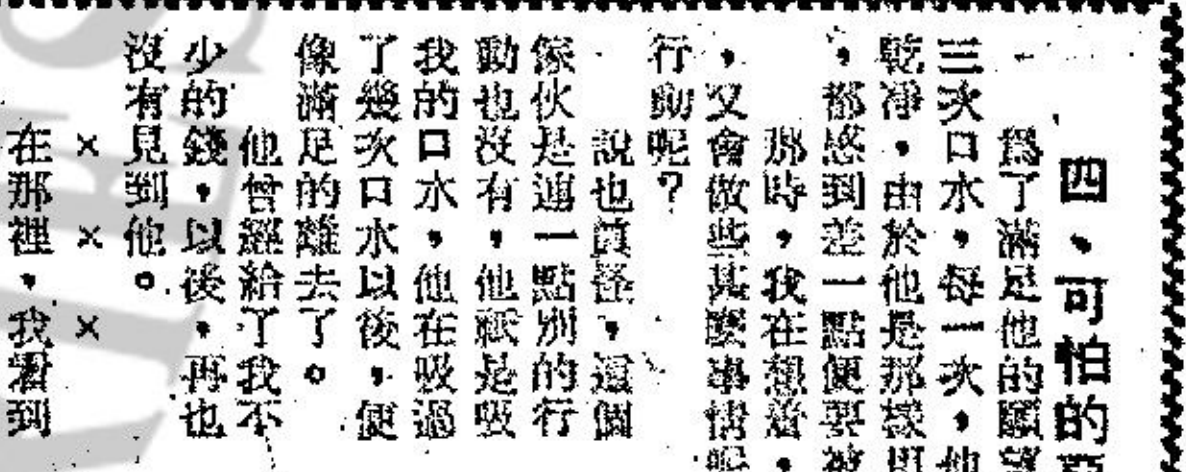 四、可怕的
為了滿足他的願望
三次口水，每一次，他
乾淨，由於他是那樣用
，都感到差一點便要被
那時，我在想着，
，又會做些甚麼事情呢
行動呢？
說也真怪，這個
傢伙是連一點別的行
動也沒有，他祇是吸
我的口水，他在吸過
了幾次口水以後，便
像滿足的離去了。
他曾經給了我不
少的錢，以後，再也
沒有見到他。
×××
在那裡，我看到